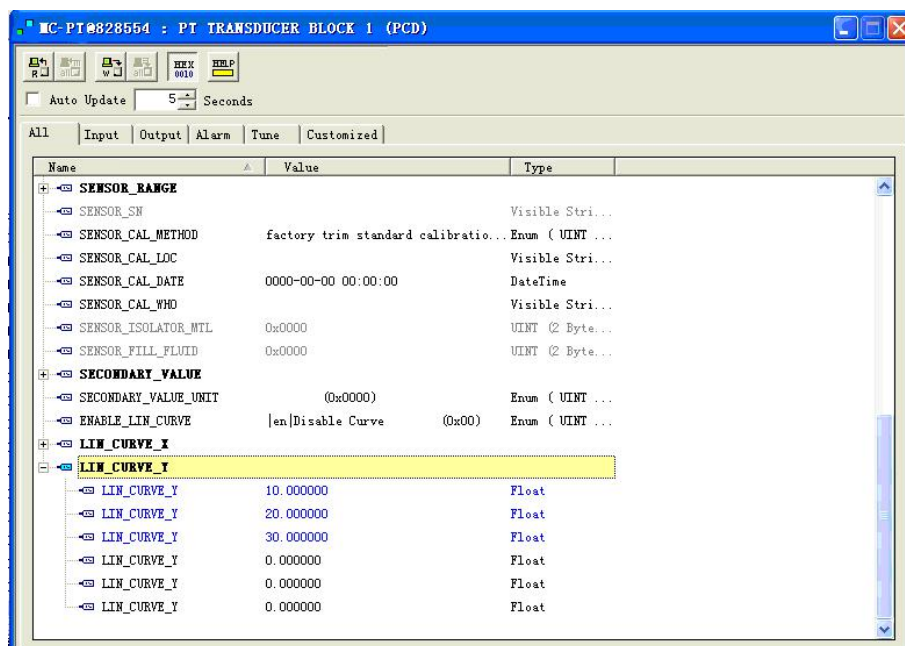 MC-PT@828554 : PT TRANSDUCER BLOCK 1 (PCD)
R all W all HEX 0010 HELP
Auto Update 5 Seconds
All Input Output Alarm Tune Customized
Name Value Type
SENSOR_RANGE
SENSOR_SN Visible Stri...
SENSOR_CAL_METHOD factory trim standard calibratio... Enum ( UINT ...
SENSOR_CAL_LOC Visible Stri...
SENSOR_CAL_DATE 0000-00-00 00:00:00 DateTime
SENSOR_CAL_WHO Visible Stri...
SENSOR_ISOLATOR_MTL 0x0000 UINT (2 Byte...
SENSOR_FILL_FLUID 0x0000 UINT (2 Byte...
SECONDARY_VALUE
SECONDARY_VALUE_UNIT (0x0000) Enum ( UINT ...
ENABLE_LIN_CURVE |en|Disable Curve (0x00) Enum ( UINT ...
LIN_CURVE_X
LIN_CURVE_Y
LIN_CURVE_Y 10.000000 Float
LIN_CURVE_Y 20.000000 Float
LIN_CURVE_Y 30.000000 Float
LIN_CURVE_Y 0.000000 Float
LIN_CURVE_Y 0.000000 Float
LIN_CURVE_Y 0.000000 Float